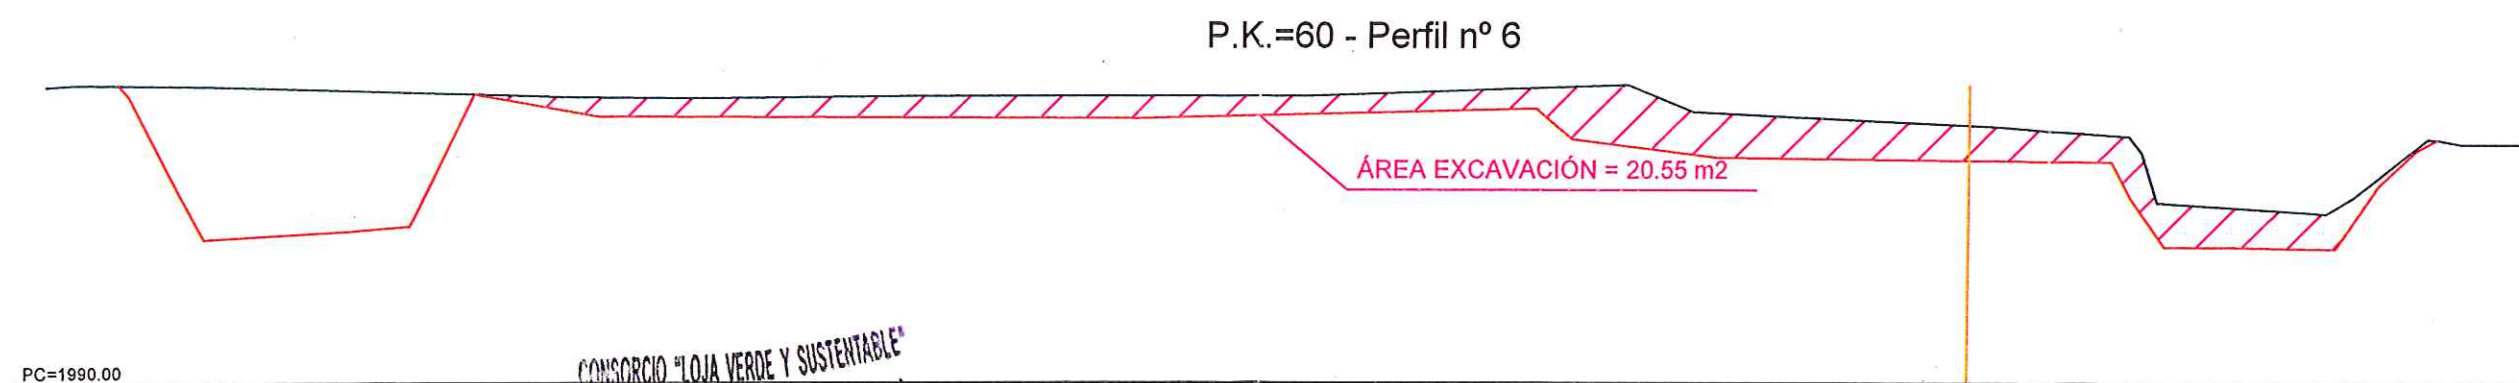 P.K.=60 - Perfil nº 6
ÁREA EXCAVACIÓN = 20.55 m2
CONSORCIO "LOJA VERDE Y SUSTENTABLE"
PC=1990.00